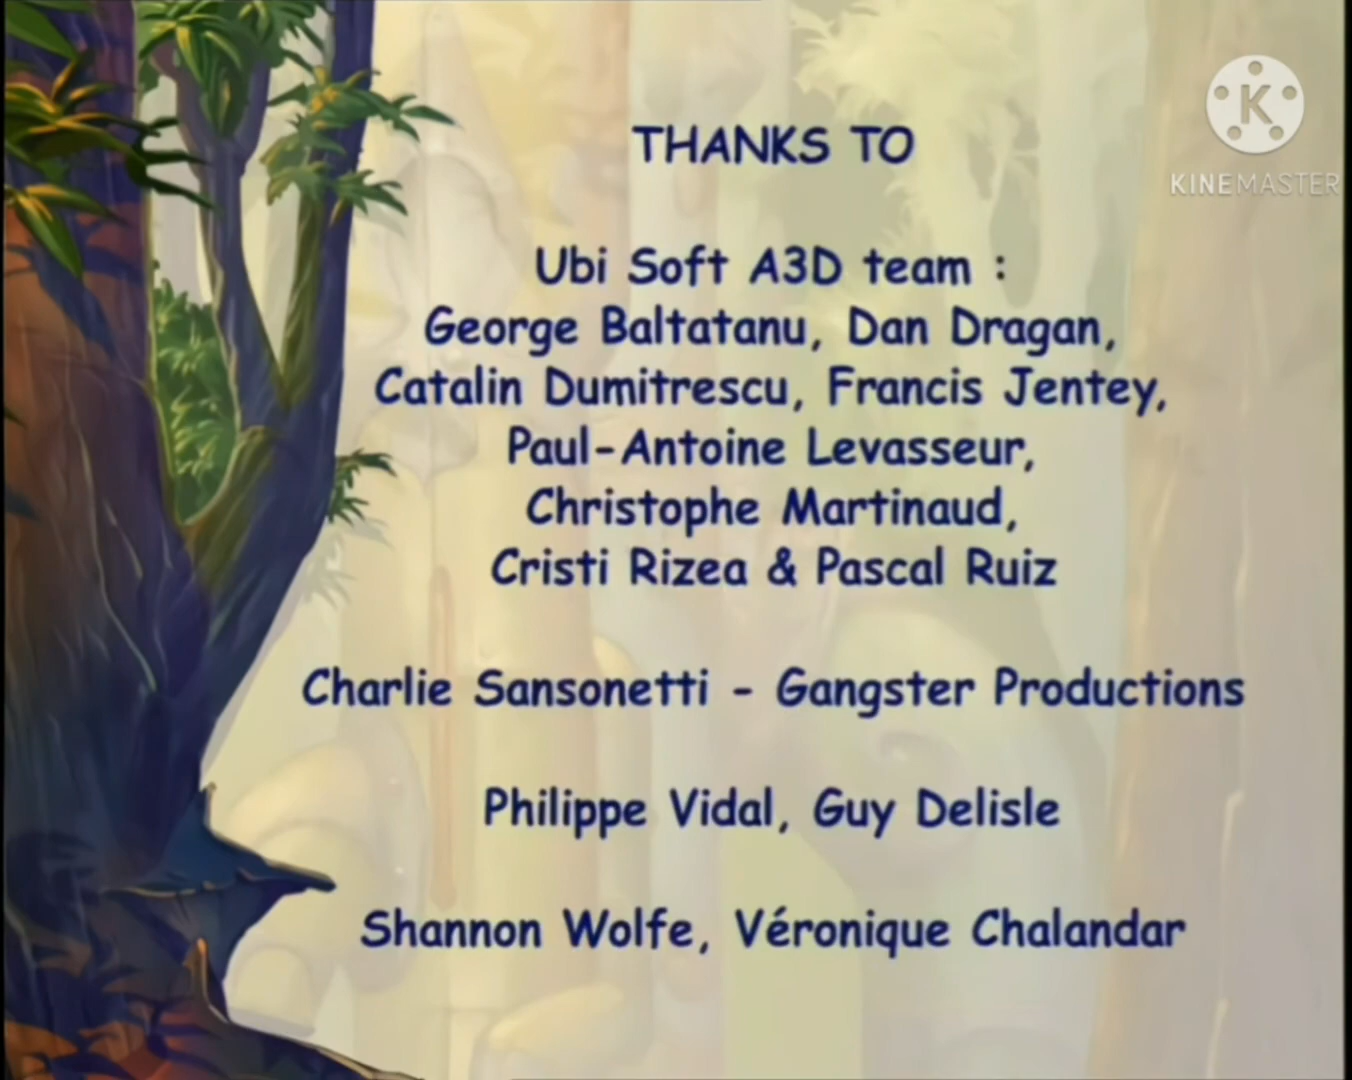 THANKS TO
KINEMASTER
Ubi Soft A3D team :
George Baltatanu, Dan Dragan,
Catalin Dumitrescu, Francis Jentey,
Paul-Antoine Levasseur,
Christophe Martinaud,
Cristi Rizea & Pascal Ruiz
Charlie Sansonetti - Gangster Productions
Philippe Vidal, Guy Delisle
Shannon Wolfe, Véronique Chalandar